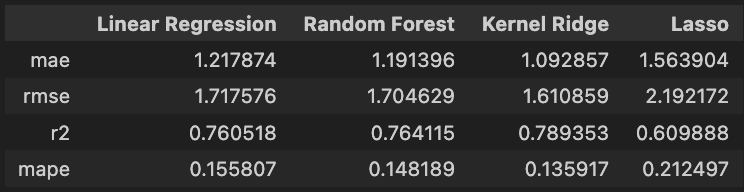 Linear Regression Random Forest Kernel Ridge Lasso
mae 1.217874 1.191396 1.092857 1.563904
rmse 1.717576 1.704629 1.610859 2.192172
r2 0.760518 0.764115 0.789353 0.609888
mape 0.155807 0.148189 0.135917 0.212497